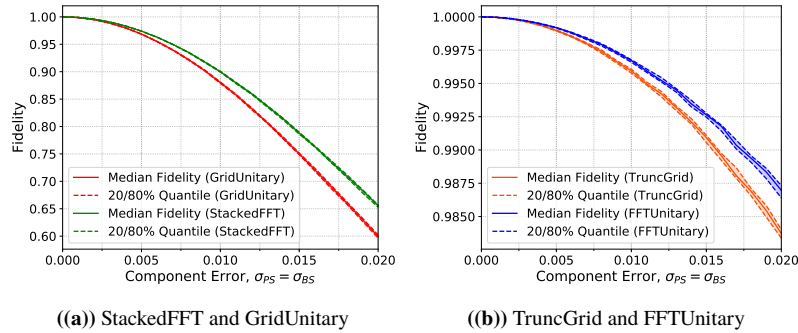 1.00
0.95
0.90
0.85
0.80
0.75
0.70
0.65
0.60
Fidelity
Median Fidelity (GridUnitary)
20/80% Quantile (GridUnitary)
Median Fidelity (StackedFFT)
20/80% Quantile (StackedFFT)
0.000 0.005 0.010 0.015 0.020
Component Error, σPS = σBS
((a)) StackedFFT and GridUnitary
1.0000
0.9975
0.9950
0.9925
0.9900
0.9875
0.9850
Fidelity
Median Fidelity (TruncGrid)
20/80% Quantile (TruncGrid)
Median Fidelity (FFTUnitary)
20/80% Quantile (FFTUnitary)
0.000 0.005 0.010 0.015 0.020
Component Error, σPS = σBS
((b)) TruncGrid and FFTUnitary